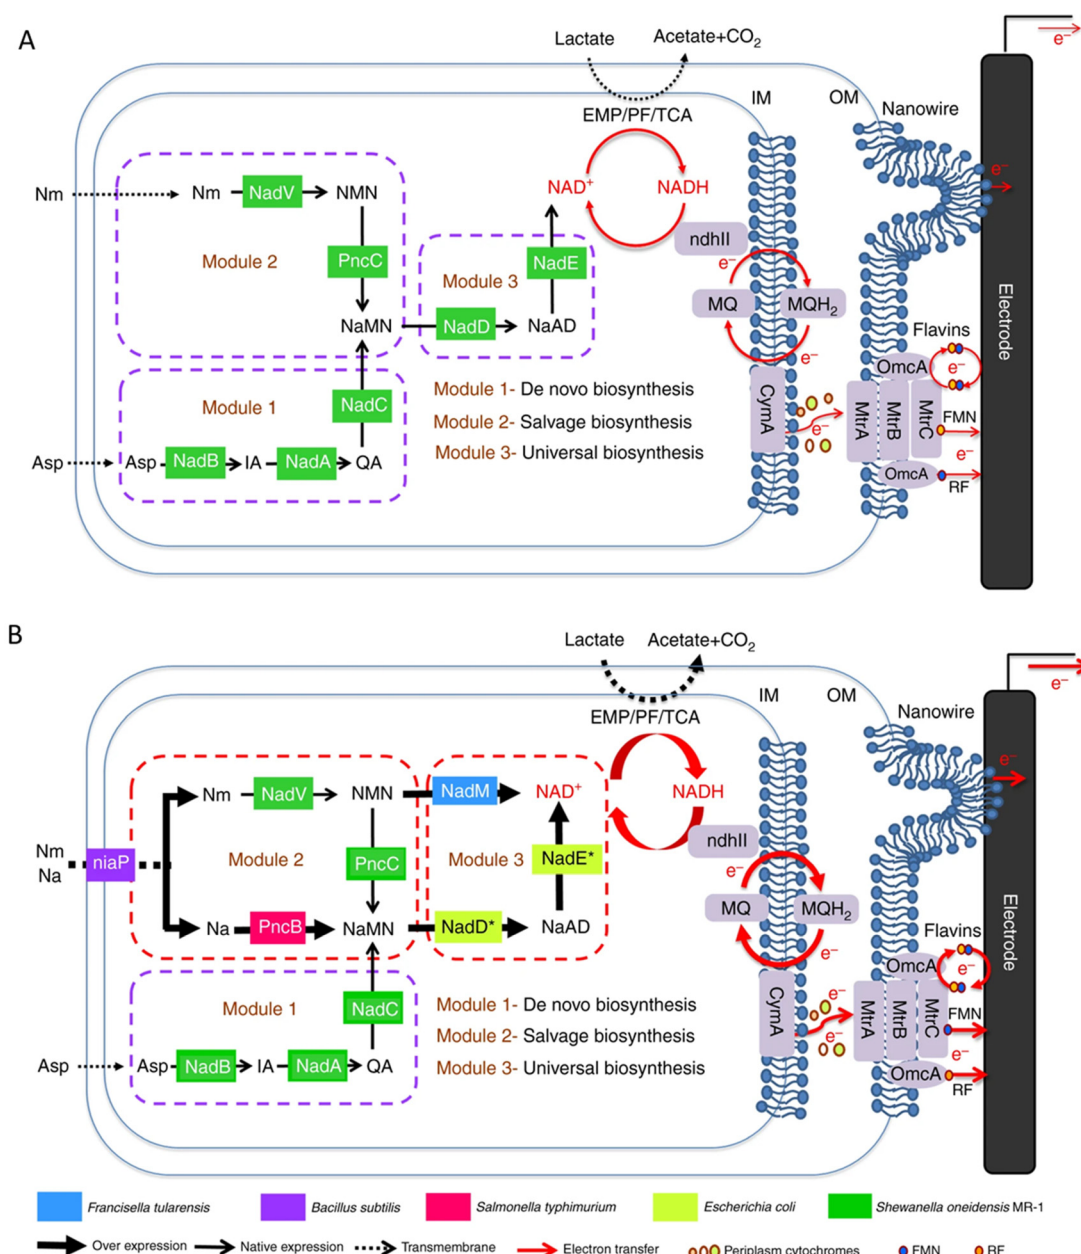 A
Lactate
Acetate+CO₂
e⁻
IM
OM
Nanowire
EMP/PF/TCA
e⁻
Nm
Nm
NadV
NMN
NAD⁺
NADH
ndhII
Module 2
PncC
Module 3
NadE
e⁻
MQ
MQH₂
Electrode
NaMN
NadD
NaAD
e⁻
Flavins
OmcA
e⁻
Module 1
NadC
Module 1- De novo biosynthesis
Module 2- Salvage biosynthesis
Module 3- Universal biosynthesis
CymA
e⁻
MtrA
MtrB
MtrC
FMN
e⁻
Asp
Asp
NadB
IA
NadA
QA
OmcA
RF
B
Lactate
Acetate+CO₂
e⁻
IM
OM
Nanowire
EMP/PF/TCA
e⁻
Nm
NadV
NMN
NadM
NAD⁺
NADH
ndhII
Nm
Na
niaP
Module 2
PncC
Module 3
NadE*
e⁻
MQ
MQH₂
Electrode
Na
PncB
NaMN
NadD*
NaAD
e⁻
Flavins
OmcA
e⁻
Module 1
NadC
Module 1- De novo biosynthesis
Module 2- Salvage biosynthesis
Module 3- Universal biosynthesis
CymA
e⁻
e⁻
MtrA
MtrB
MtrC
FMN
e⁻
Asp
Asp
NadB
IA
NadA
QA
OmcA
RF
Francisella tularensis
Bacillus subtilis
Salmonella typhimurium
Escherichia coli
Shewanella oneidensis MR-1
Over expression
Native expression
Transmembrane
Electron transfer
Periplasm cytochromes
FMN
RF